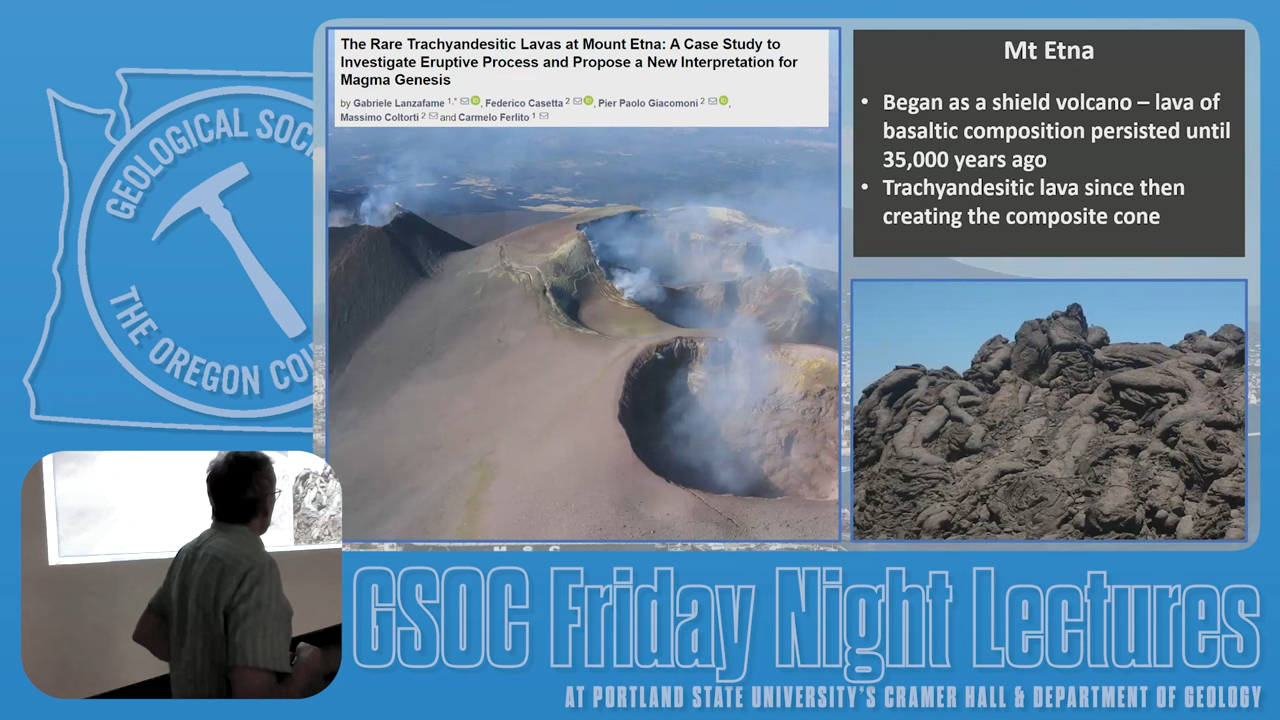 The Rare Trachyandesitic Lavas at Mount Etna: A Case Study to
Investigate Eruptive Process and Propose a New Interpretation for
Magma Genesis
by Gabriele Lanzafame 1,* , Federico Casetta 2 , Pier Paolo Giacomoni 2 ,
Massimo Coltorti 2 and Carmelo Ferlito 1
Mt Etna
• Began as a shield volcano – lava of
basaltic composition persisted until
35,000 years ago
• Trachyandesitic lava since then
creating the composite cone
GEOLOGICAL SOCI
THE OREGON COU
GSOC Friday Night Lectures
AT PORTLAND STATE UNIVERSITY'S CRAMER HALL & DEPARTMENT OF GEOLOGY